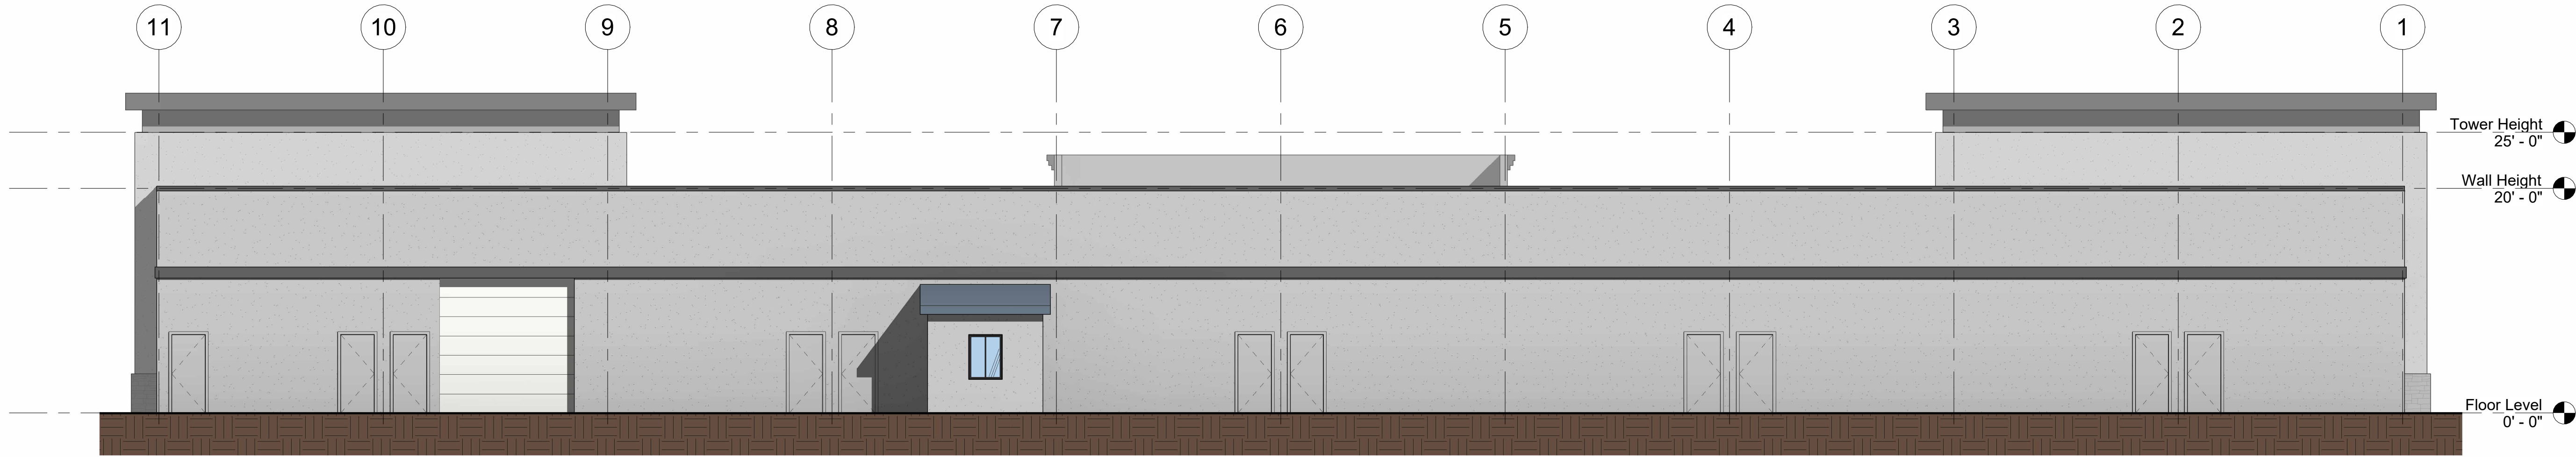 11 10 9 8 7 6 5 4 3 2 1
Tower Height
25' - 0"
Wall Height
20' - 0"
Floor Level
0' - 0"